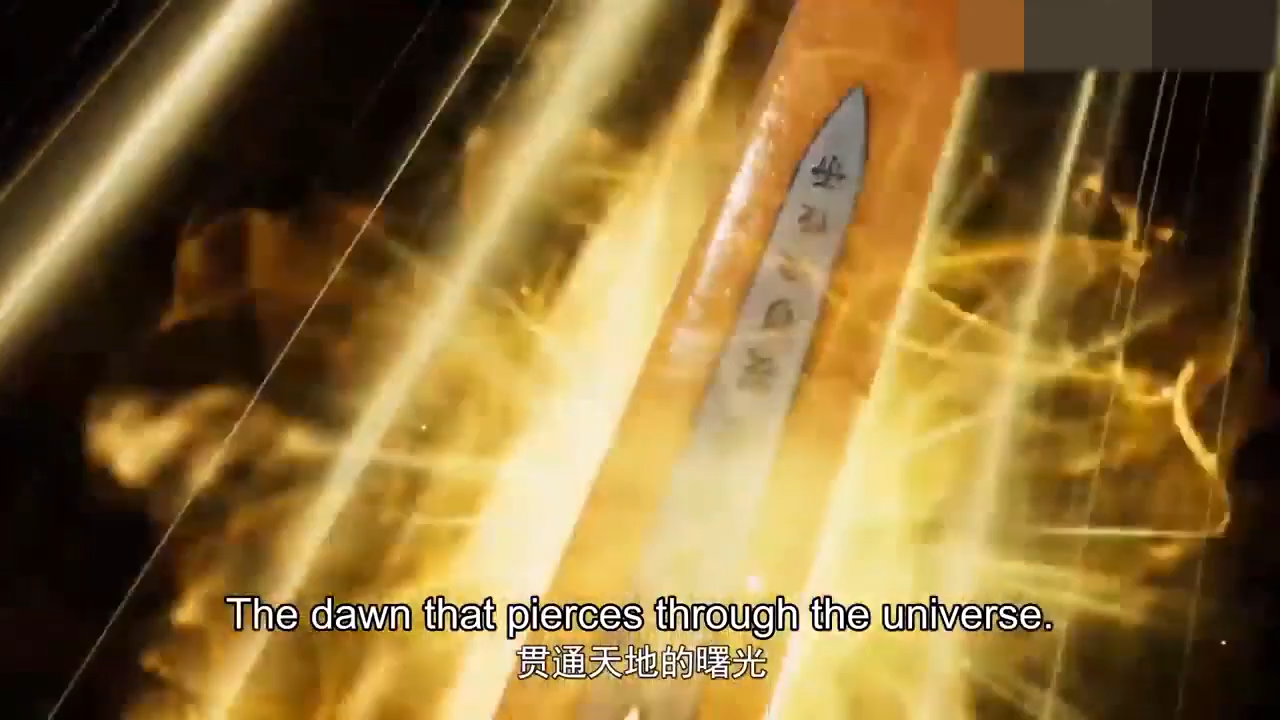 The dawn that pierces through the universe.
贯通天地的曙光